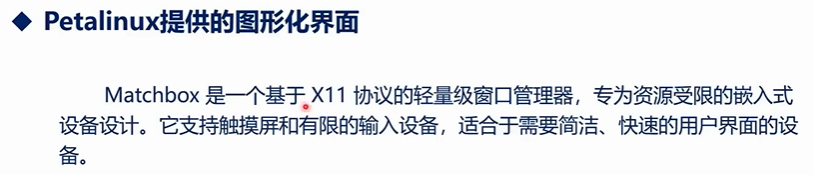 ◆ Petalinux提供的图形化界面
Matchbox 是一个基于 X11 协议的轻量级窗口管理器，专为资源受限的嵌入式
设备设计。它支持触摸屏和有限的输入设备，适合于需要简洁、快速的用户界面的设
备。